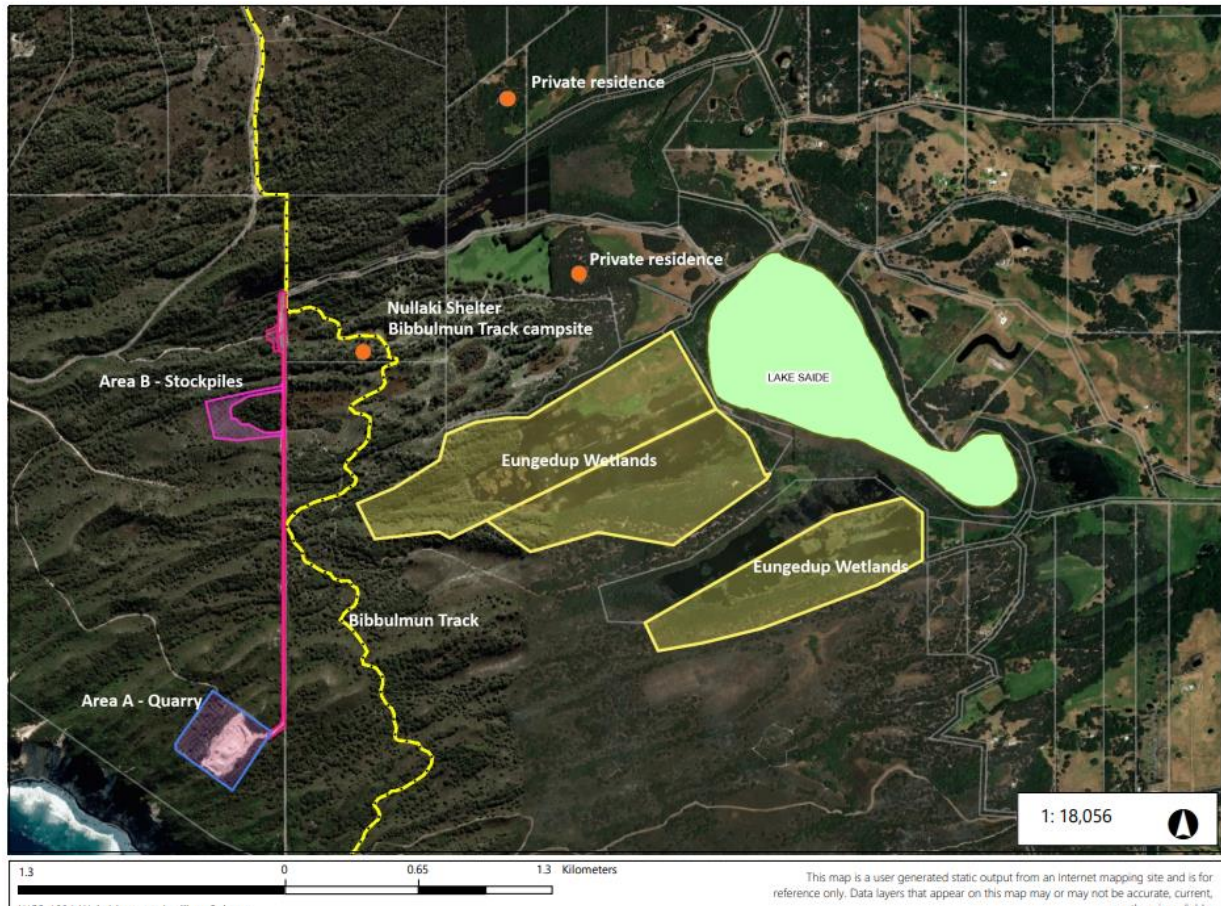 Private residence
Private residence
Nullaki Shelter
Bibbulmun Track campsite
Area B - Stockpiles
LAKE SAIDE
Eungedup Wetlands
Eungedup Wetlands
Bibbulmun Track
Area A - Quarry
1: 18,056
1.3 0 0.65 1.3 Kilometers
This map is a user generated static output from an Internet mapping site and is for
reference only. Data layers that appear on this map may or may not be accurate, current,